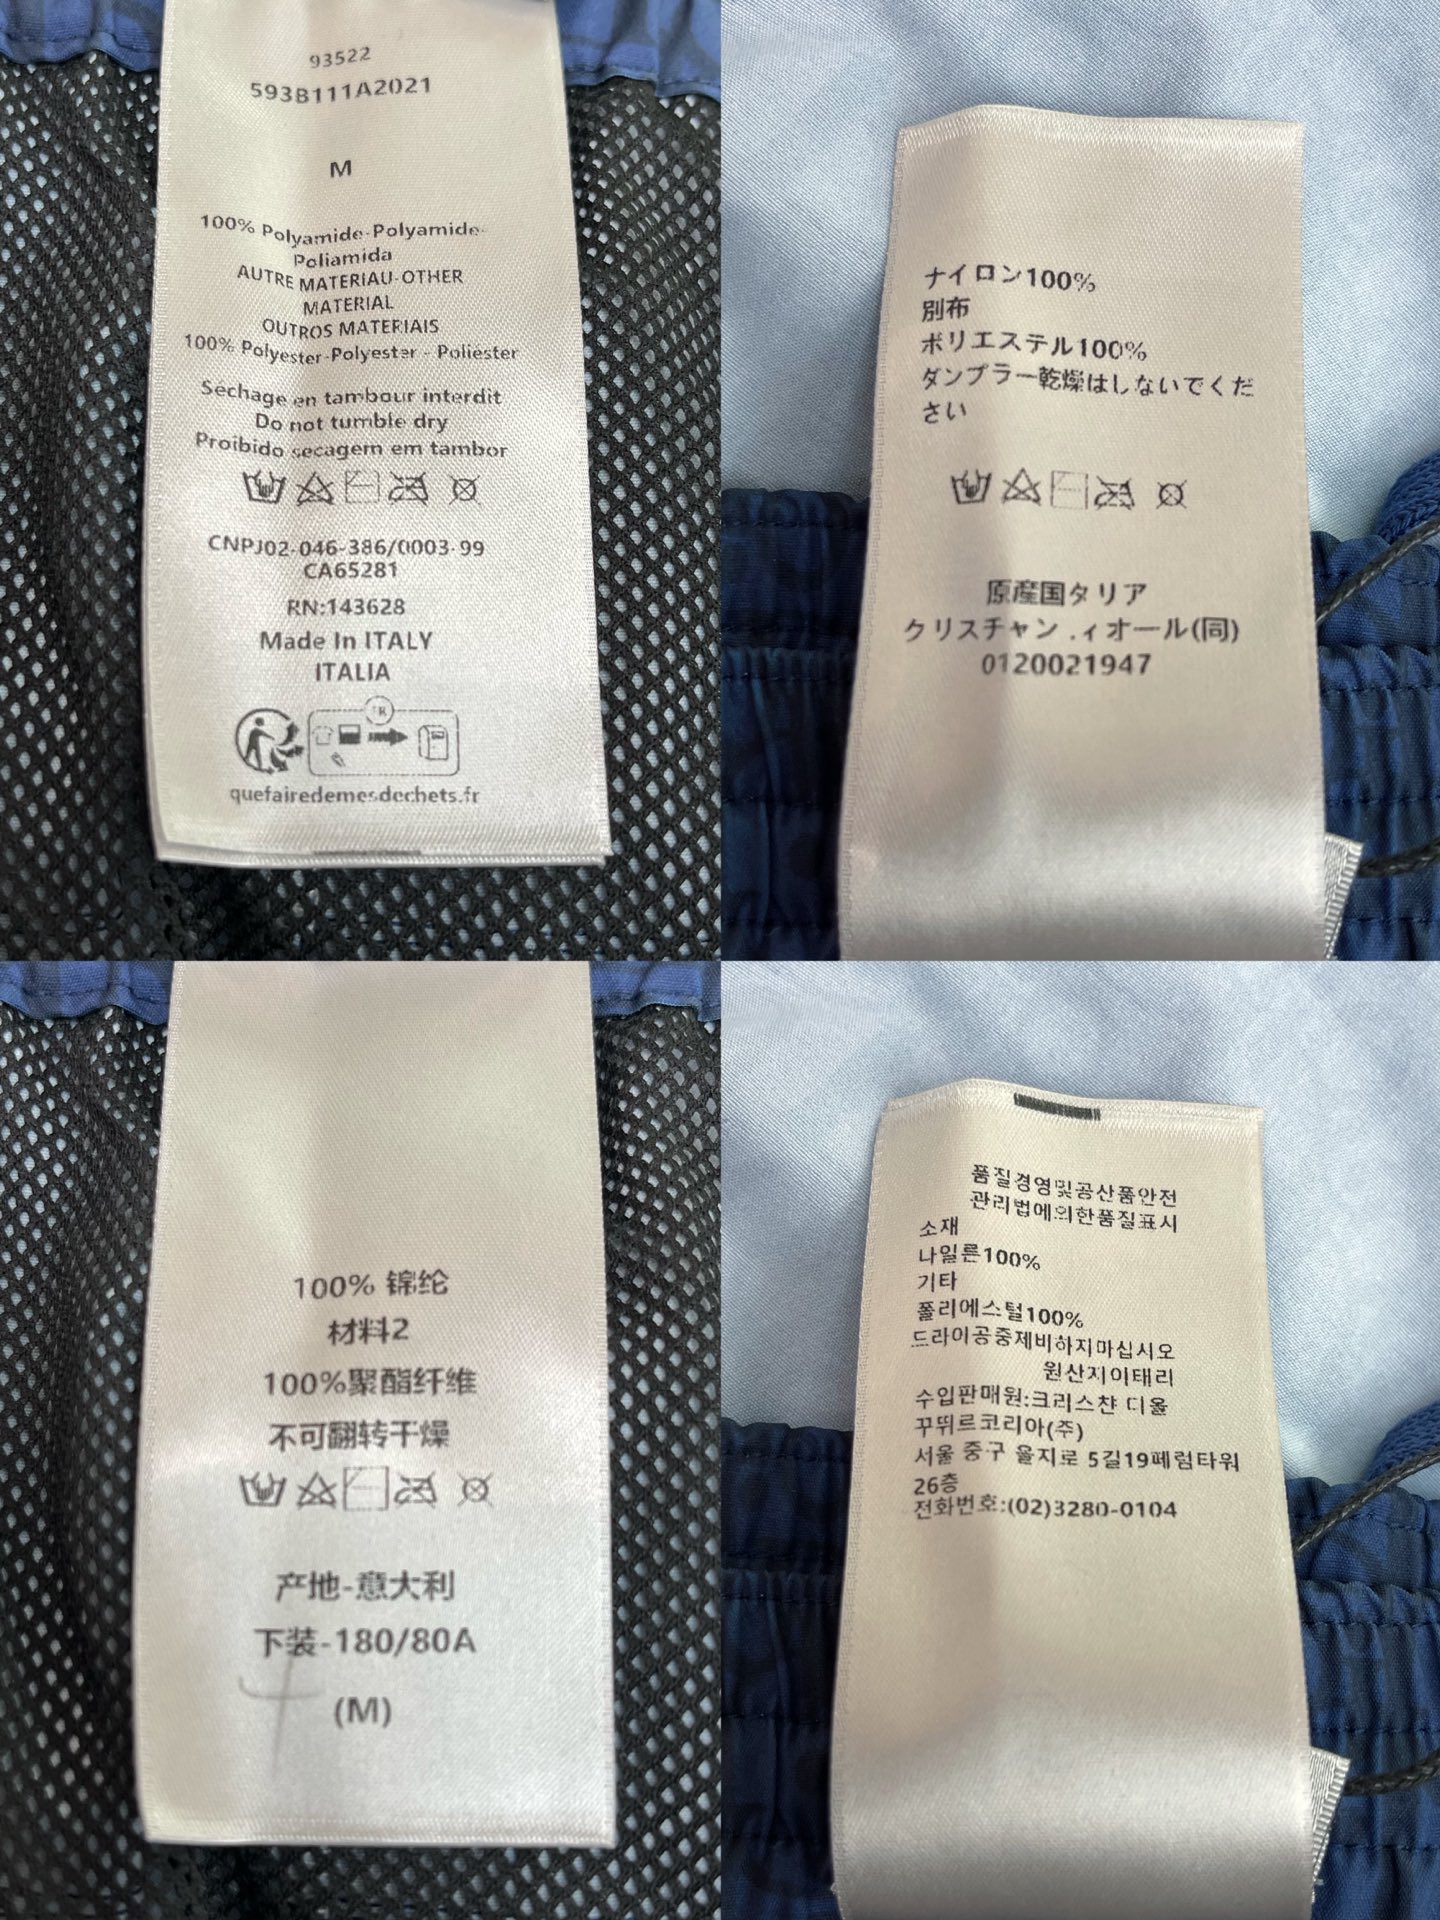 93522
593B111A2021
M
100% Polyamide-Polyamide-
Poliamida
AUTRE MATERIAU-OTHER
MATERIAL
OUTROS MATERIAIS
100% Polyester-Polyester - Poliéster
Sechage en tambour interdit
Do not tumble dry
Proibido secagem em tambor
CNPJ02-046-386/0003-99
CA65281
RN:143628
Made In ITALY
ITALIA
FR
quefairedemesdechets.fr
ナイロン100%
別布
ポリエステル100%
ダンプラー乾燥はしないでくだ
さい
原産国タリア
クリスチャン .ィオール(同)
0120021947
100% 锦纶
材料2
100%聚酯纤维
不可翻转干燥
产地-意大利
下装-180/80A
(M)
품질경영및공산품안전
관리법에의한품질표시
소재
나일론100%
기타
폴리에스털100%
드라이공중제비하지마십시오
원산지이태리
수입판매원:크리스챤 디올
꾸뛰르코리아(주)
서울 중구 을지로 5길19페럼타워
26층
전화번호:(02)3280-0104